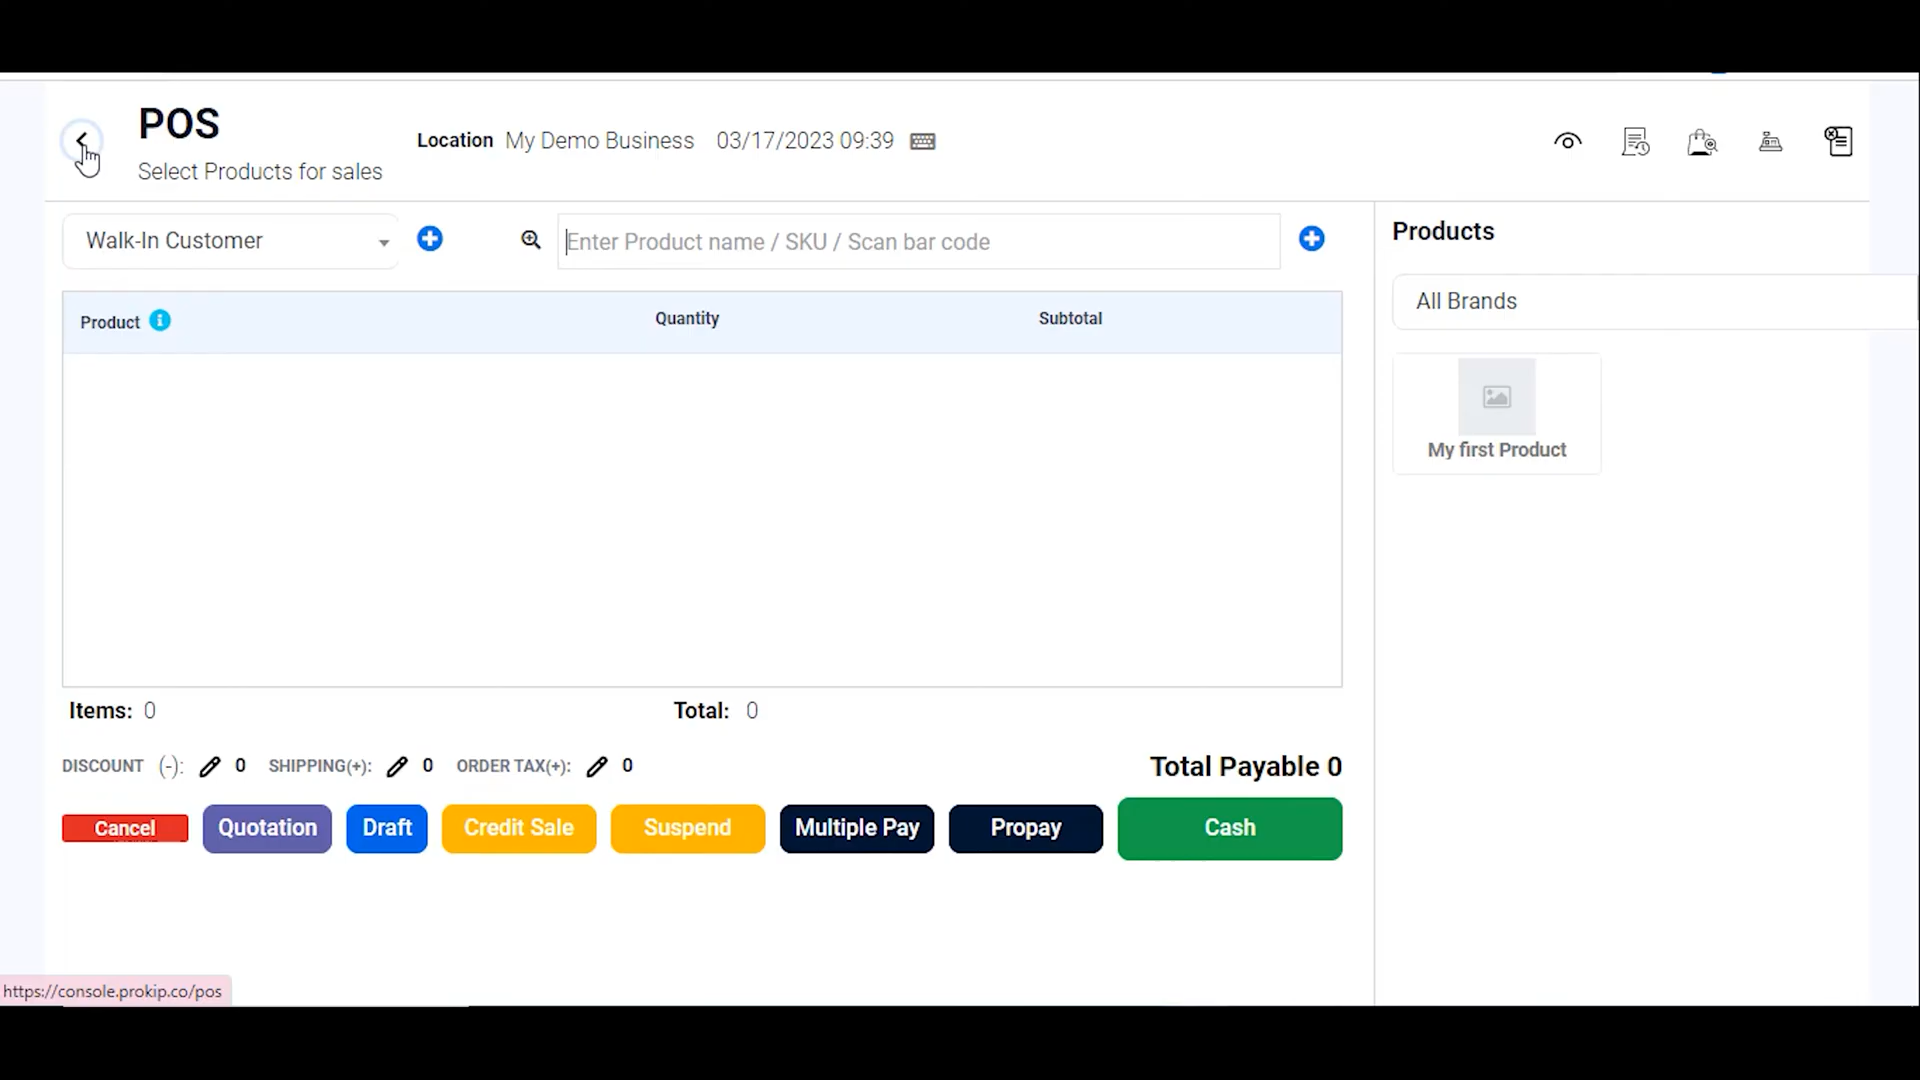 POS
Select Products for sales
Location My Demo Business 03/17/2023 09:39
Walk-In Customer
Enter Product name / SKU / Scan bar code
Products
All Brands
Product Quantity Subtotal
My first Product
Items: 0 Total: 0
DISCOUNT (-): 0 SHIPPING(+): 0 ORDER TAX(+): 0
Total Payable 0
Cancel Quotation Draft Credit Sale Suspend Multiple Pay Propay Cash
https://console.prokip.co/pos